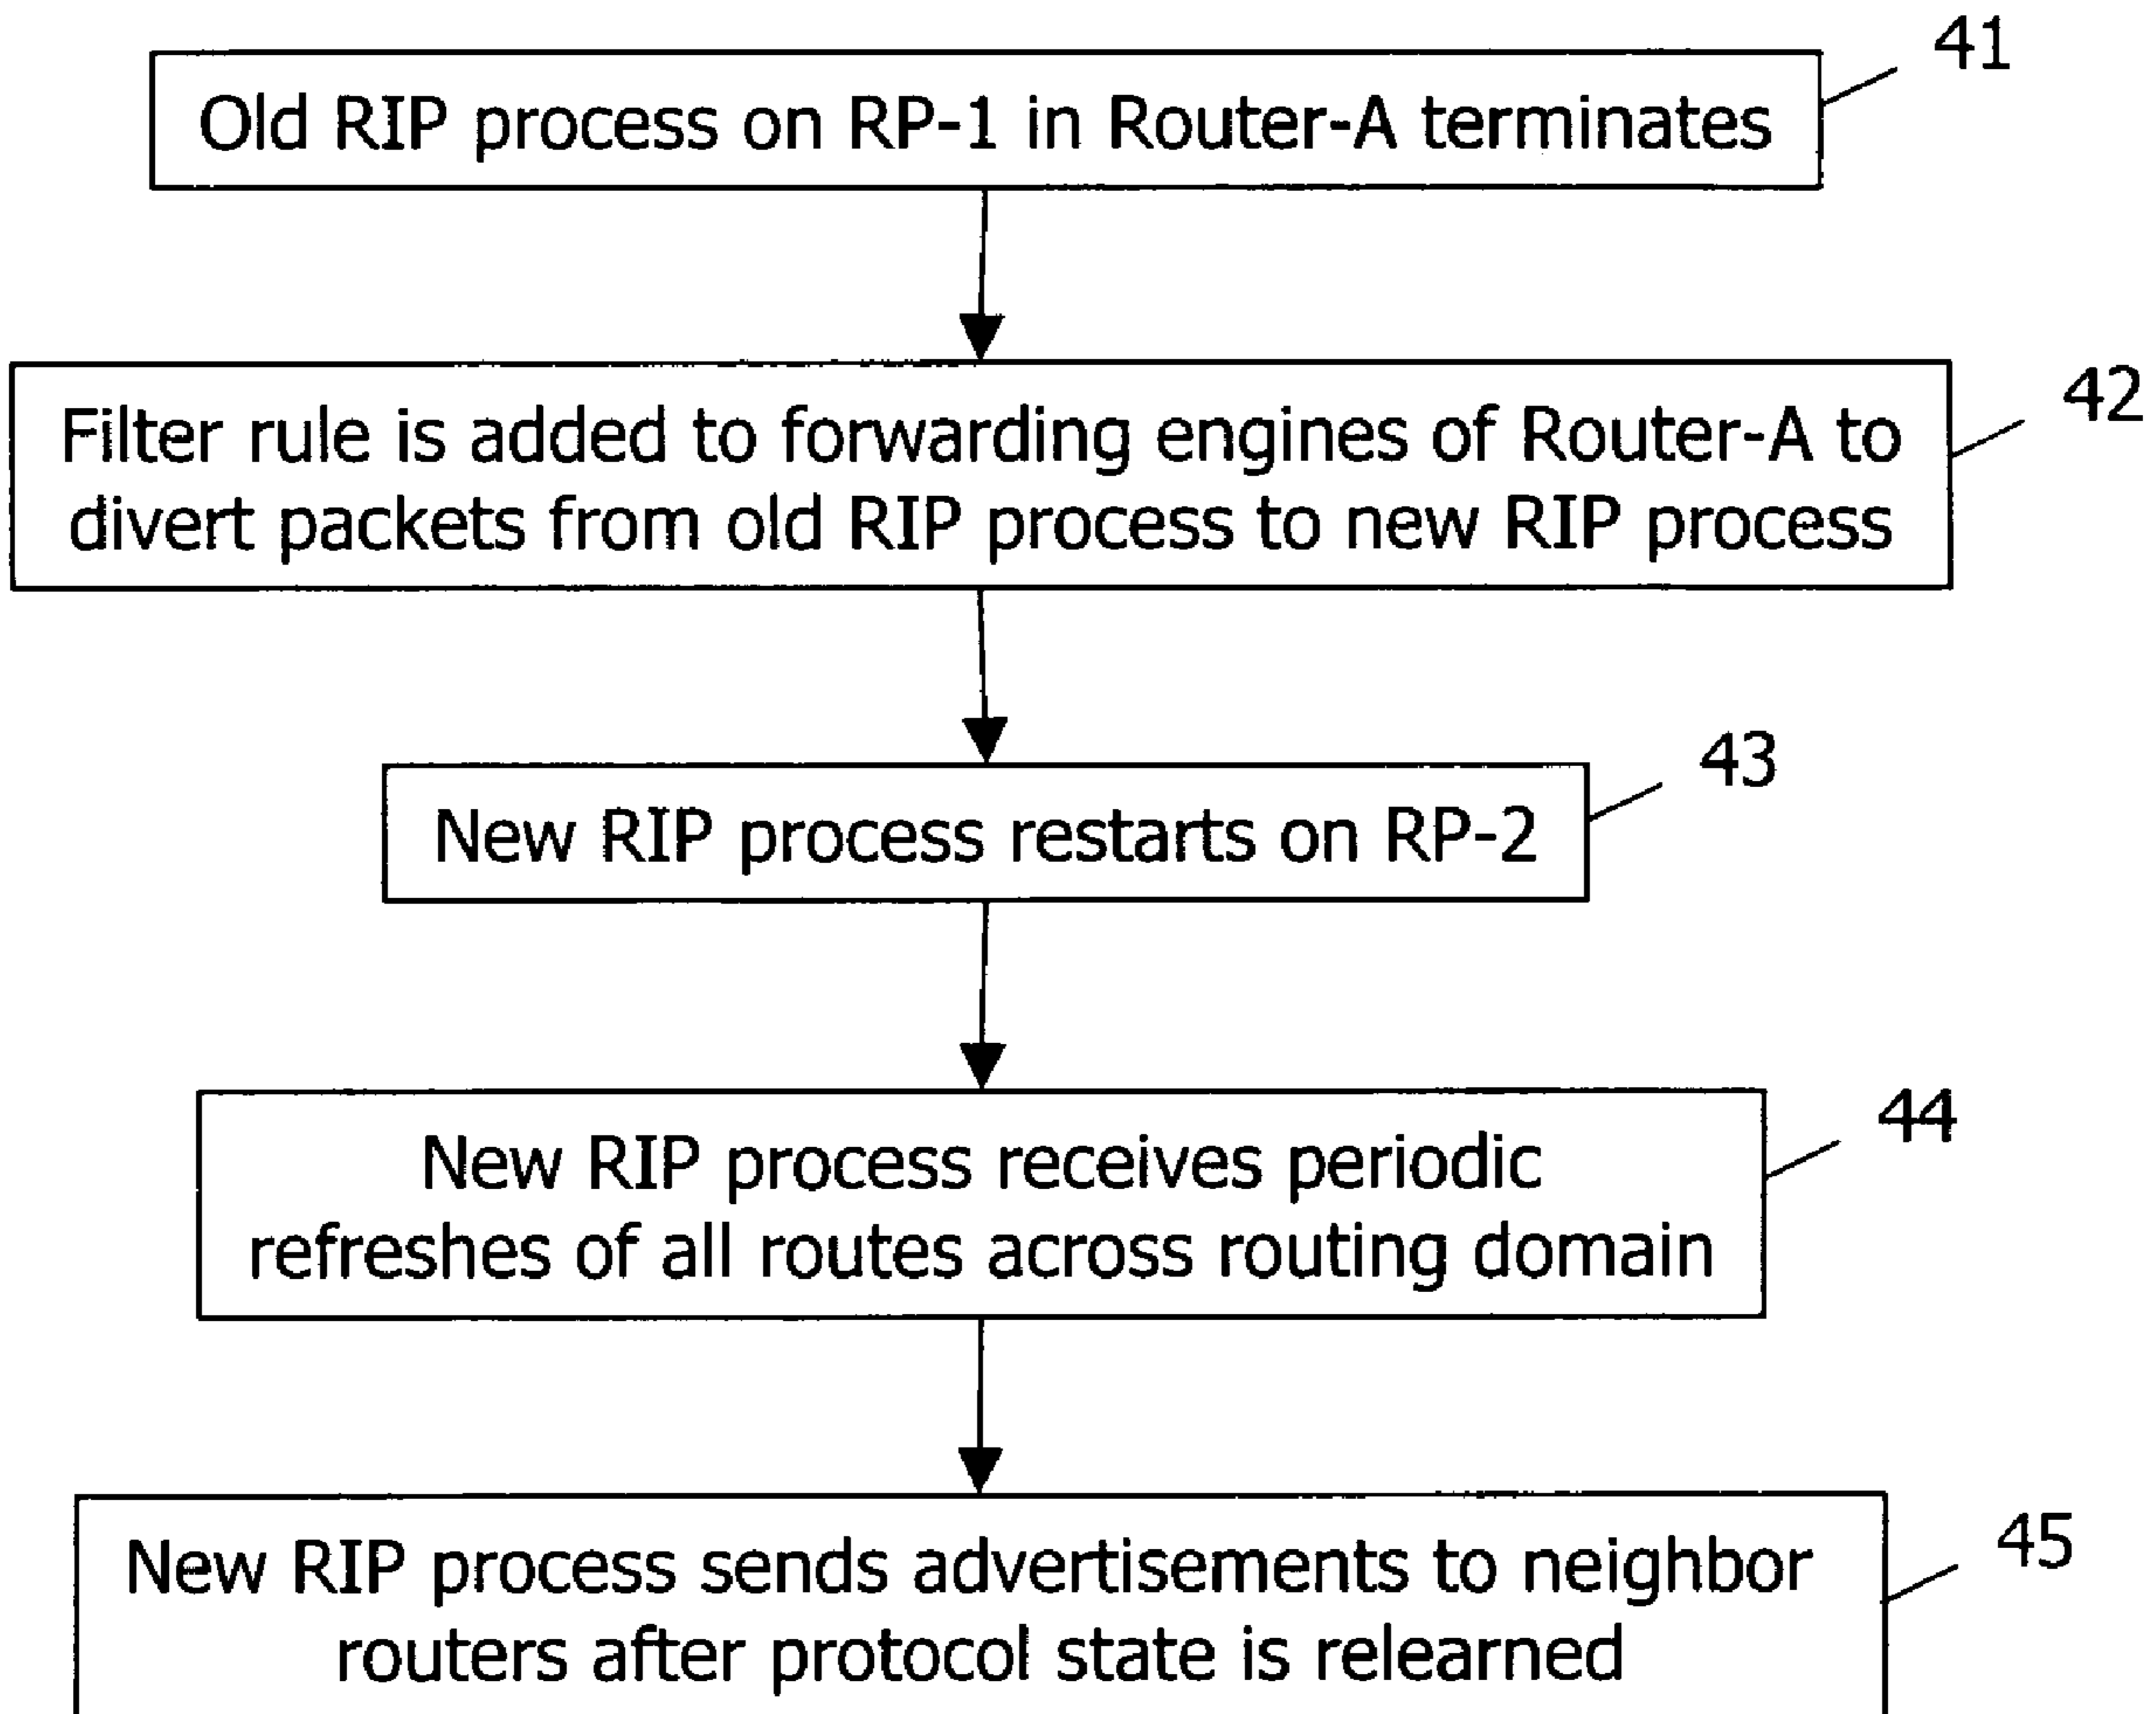 41
Old RIP process on RP-1 in Router-A terminates
42
Filter rule is added to forwarding engines of Router-A to
divert packets from old RIP process to new RIP process
43
New RIP process restarts on RP-2
44
New RIP process receives periodic
refreshes of all routes across routing domain
45
New RIP process sends advertisements to neighbor
routers after protocol state is relearned